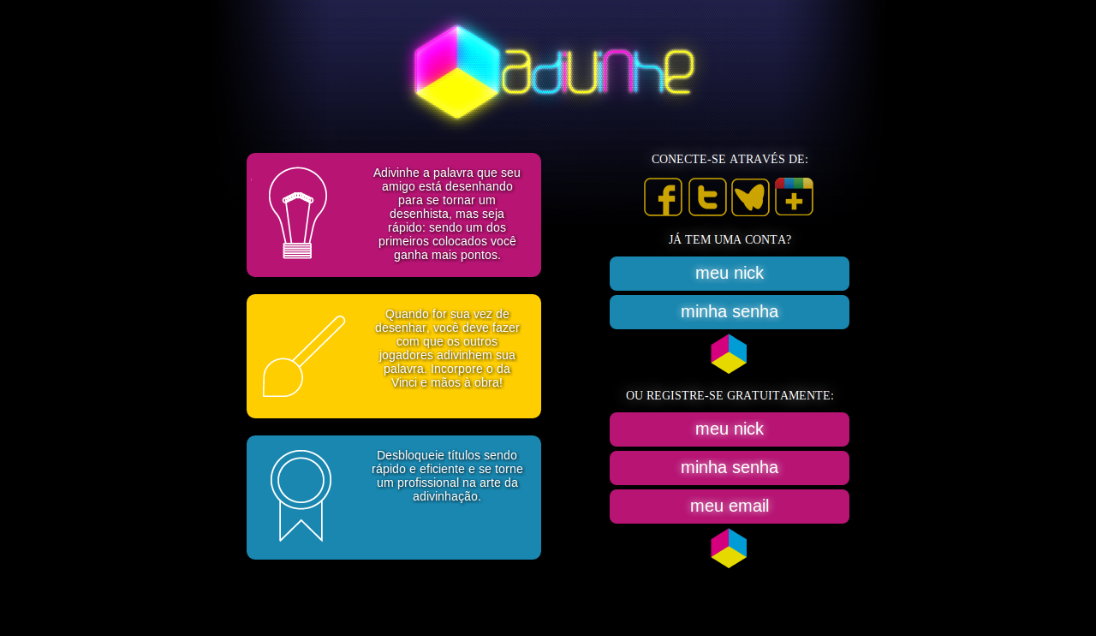 adivinhe
Adivinhe a palavra que seu
amigo está desenhando
para se tornar um
desenhista, mas seja
rápido: sendo um dos
primeiros colocados você
ganha mais pontos.
Quando for sua vez de
desenhar, você deve fazer
com que os outros
jogadores adivinhem sua
palavra. Incorpore o da
Vinci e mãos à obra!
Desbloqueie títulos sendo
rápido e eficiente e se torne
um profissional na arte da
adivinhação.
CONECTE-SE ATRAVÉS DE:
JÁ TEM UMA CONTA?
meu nick
minha senha
OU REGISTRE-SE GRATUITAMENTE:
meu nick
minha senha
meu email